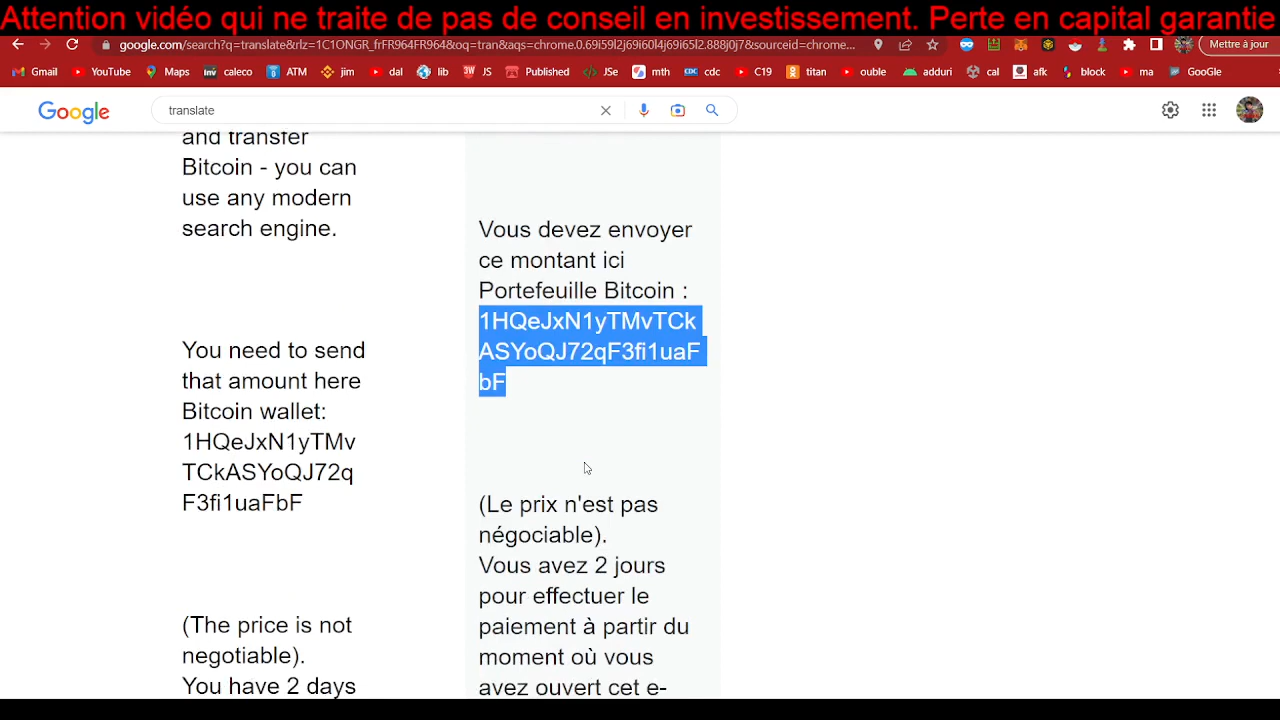 Attention vidéo qui ne traite de pas de conseil en investissement. Perte en capital garantie
google.com/search?q=translate&rlz=1C1ONGR_frFR964FR964&oq=tran&aqs=chrome.0.69i59l2j69i60l4j69i65l2.888j0j7&sourceid=chrome...
Mettre à jour
Gmail YouTube Maps caleco ATM jim dal lib JS Published JSe mth cdc C19 titan ouble adduri cal afk block ma GooGle
Google
translate
and transfer
Bitcoin - you can
use any modern
search engine.
You need to send
that amount here
Bitcoin wallet:
1HQeJxN1yTMv
TCkASYoQJ72q
F3fi1uaFbF
(The price is not
negotiable).
You have 2 days
Vous devez envoyer
ce montant ici
Portefeuille Bitcoin :
1HQeJxN1yTMvTCk
ASYoQJ72qF3fi1uaF
bF
(Le prix n'est pas
négociable).
Vous avez 2 jours
pour effectuer le
paiement à partir du
moment où vous
avez ouvert cet e-